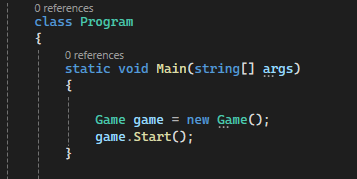 0 references
class Program
{
0 references
static void Main(string[] args)
{
Game game = new Game();
game.Start();
}